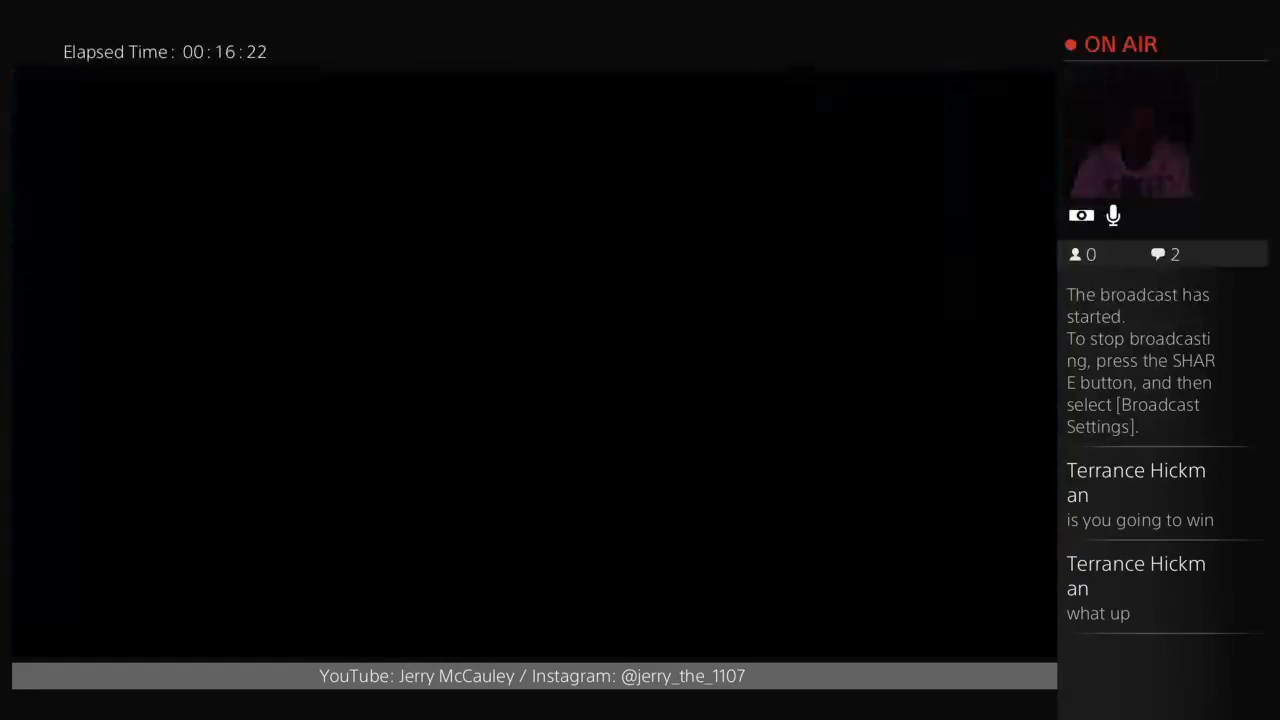 Elapsed Time: 00:16:22
ON AIR
0 2
The broadcast has
started.
To stop broadcasti
ng, press the SHAR
E button, and then
select [Broadcast
Settings].
Terrance Hickm
an
is you going to win
Terrance Hickm
an
what up
YouTube: Jerry McCauley / Instagram: @jerry_the_1107